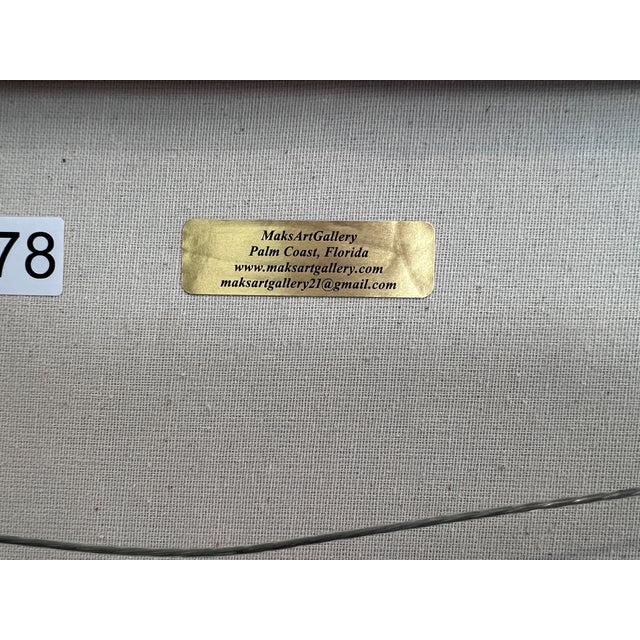 78
MaksArtGallery
Palm Coast, Florida
www.maksartgallery.com
maksartgallery21@gmail.com